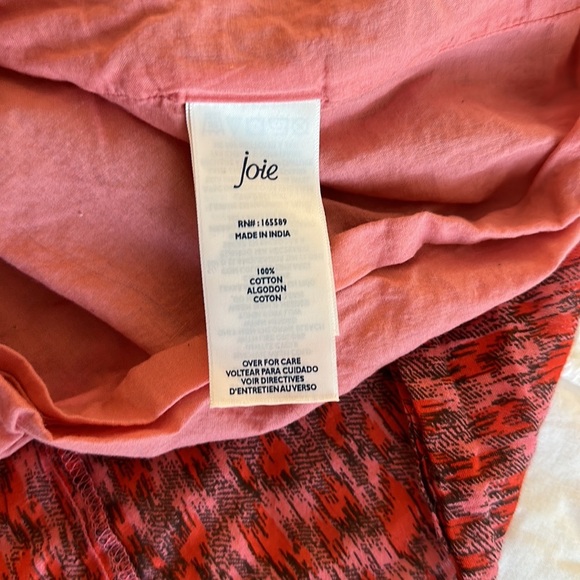 joie
RN# : 165589
MADE IN INDIA
100%
COTTON
ALGODON
COTON
OVER FOR CARE
VOLTEAR PARA CUIDADO
VOIR DIRECTIVES
D'ENTRETIEN AU VERSO